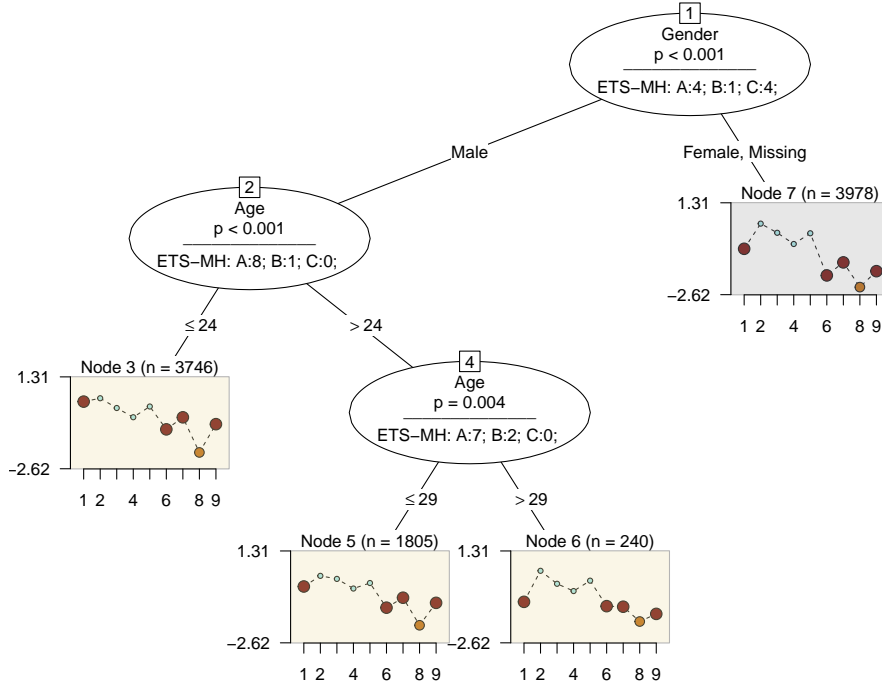 1
Gender
p < 0.001
ETS−MH: A:4; B:1; C:4;
Male
Female, Missing
2
Age
p < 0.001
ETS−MH: A:8; B:1; C:0;
Node 7 (n = 3978)
1.31
−2.62
1 2 4 6 8 9
≤ 24
> 24
Node 3 (n = 3746)
1.31
−2.62
1 2 4 6 8 9
4
Age
p = 0.004
ETS−MH: A:7; B:2; C:0;
≤ 29
> 29
Node 5 (n = 1805)
1.31
−2.62
1 2 4 6 8 9
Node 6 (n = 240)
1.31
−2.62
1 2 4 6 8 9